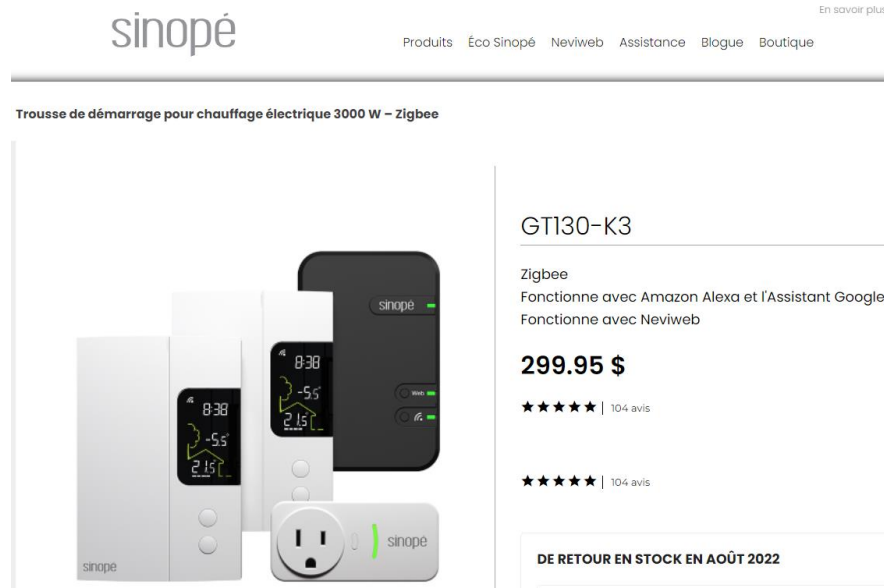 En savoir plus
sinopé
Produits Éco Sinopé Neviweb Assistance Blogue Boutique
Trousse de démarrage pour chauffage électrique 3000 W – Zigbee
GT130-K3
Zigbee
Fonctionne avec Amazon Alexa et l'Assistant Google
Fonctionne avec Neviweb
299.95 $
104 avis
104 avis
DE RETOUR EN STOCK EN AOÛT 2022
sinopé
Web
8:38
-5.5°
21.5°
8:38
-5.5°
21.5°
sinopé
sinopé